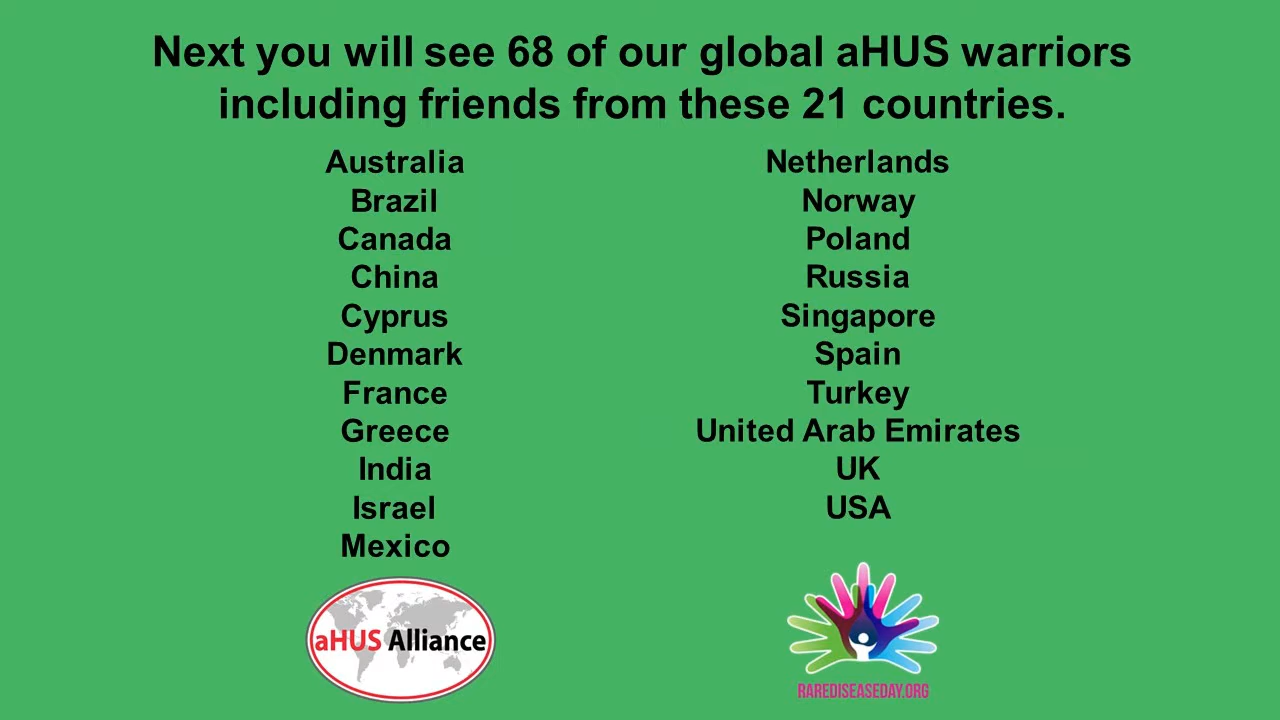 Next you will see 68 of our global aHUS warriors
including friends from these 21 countries.
Australia
Brazil
Canada
China
Cyprus
Denmark
France
Greece
India
Israel
Mexico
Netherlands
Norway
Poland
Russia
Singapore
Spain
Turkey
United Arab Emirates
UK
USA
aHUS Alliance
RAREDISEASEDAY.ORG